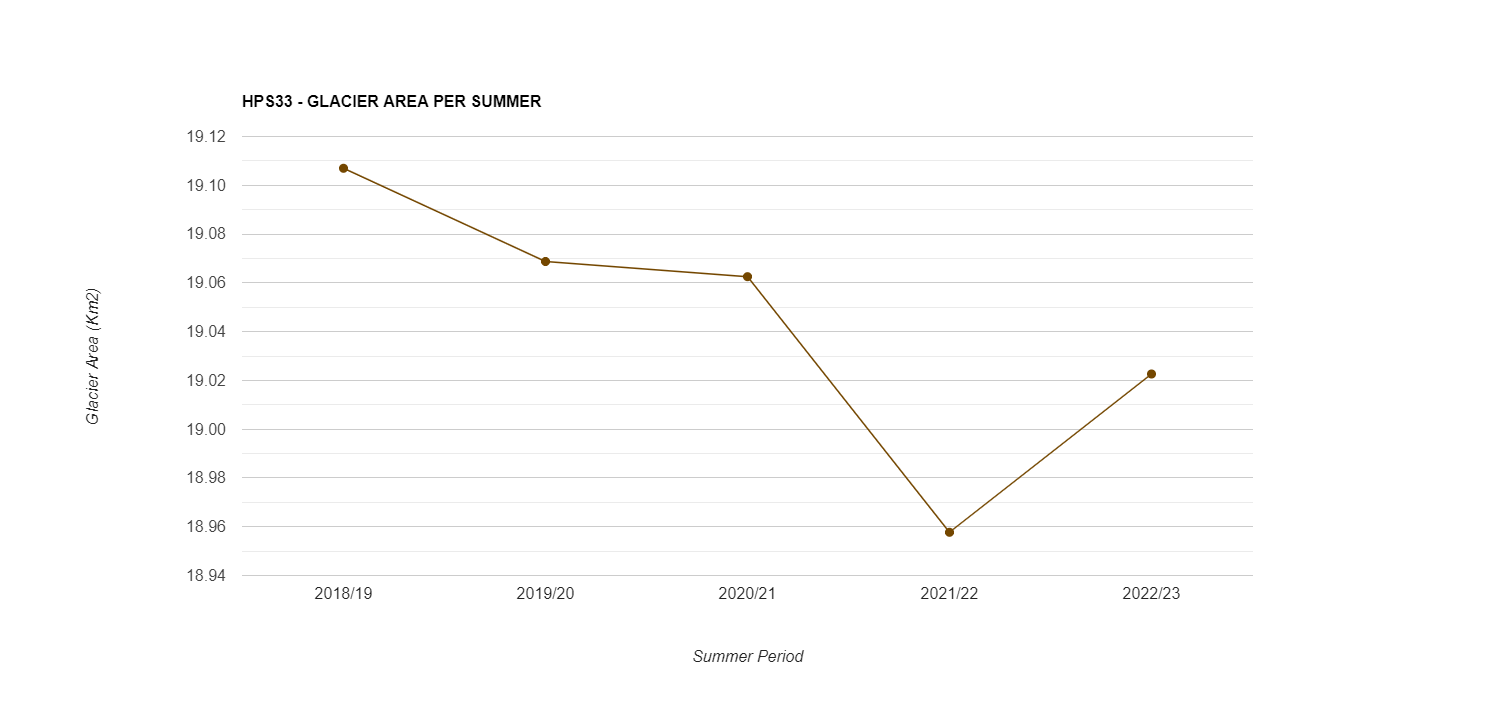 HPS33 - GLACIER AREA PER SUMMER
19.12
19.10
19.08
19.06
19.04
19.02
19.00
18.98
18.96
18.94
Glacier Area (Km2)
2018/19 2019/20 2020/21 2021/22 2022/23
Summer Period